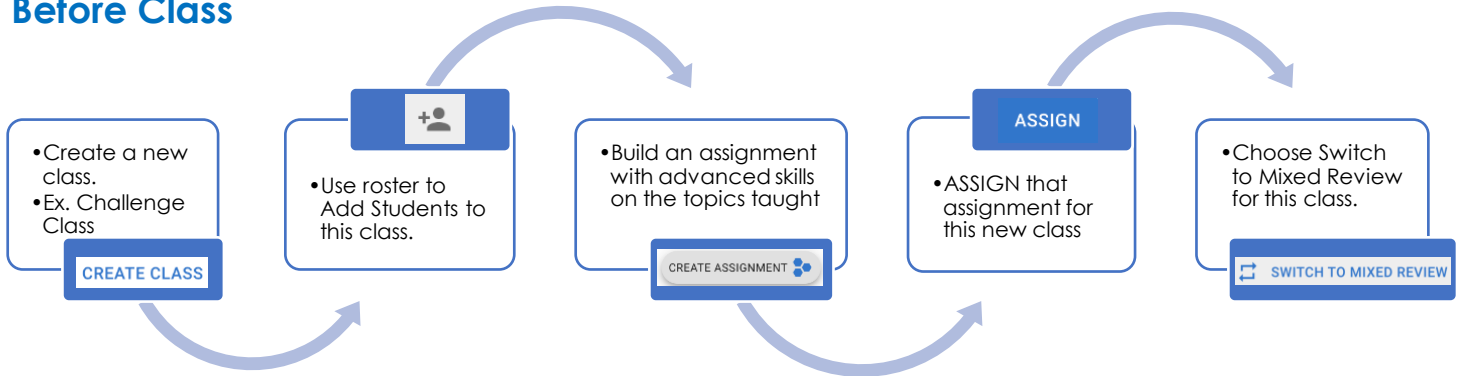 Before Class
•Create a new
class.
•Ex. Challenge
Class
CREATE CLASS
+
•Use roster to
Add Students to
this class.
•Build an assignment
with advanced skills
on the topics taught
CREATE ASSIGNMENT
ASSIGN
•ASSIGN that
assignment for
this new class
•Choose Switch
to Mixed Review
for this class.
SWITCH TO MIXED REVIEW